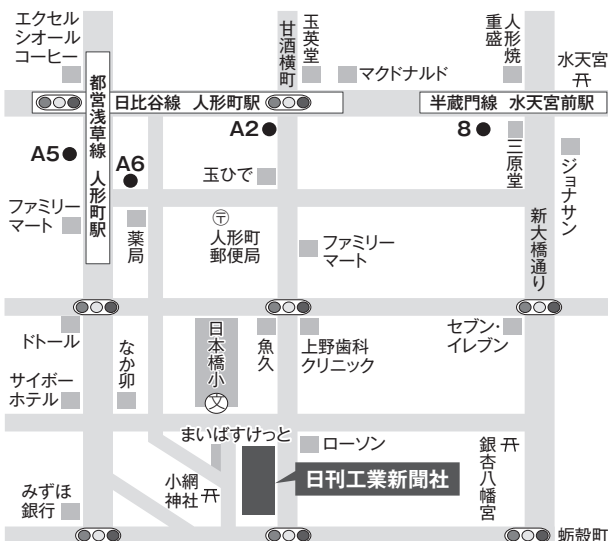 エクセル
シオール
コーヒー
甘酒横町
玉英堂
マクドナルド
人形焼
重盛
水天宮
都営浅草線 人形町駅
日比谷線 人形町駅
半蔵門線 水天宮前駅
A5
A6
A2
8
三原堂
ジョナサン
玉ひで
ファミリー
マート
薬局
〒
人形町
郵便局
ファミリー
マート
新大橋通り
ドトール
なか卯
日本橋小
文
魚久
上野歯科
クリニック
セブン・
イレブン
サイボー
ホテル
まいばすけっと
ローソン
銀杏八幡宮
小網
神社
日刊工業新聞社
みずほ
銀行
蛎殻町